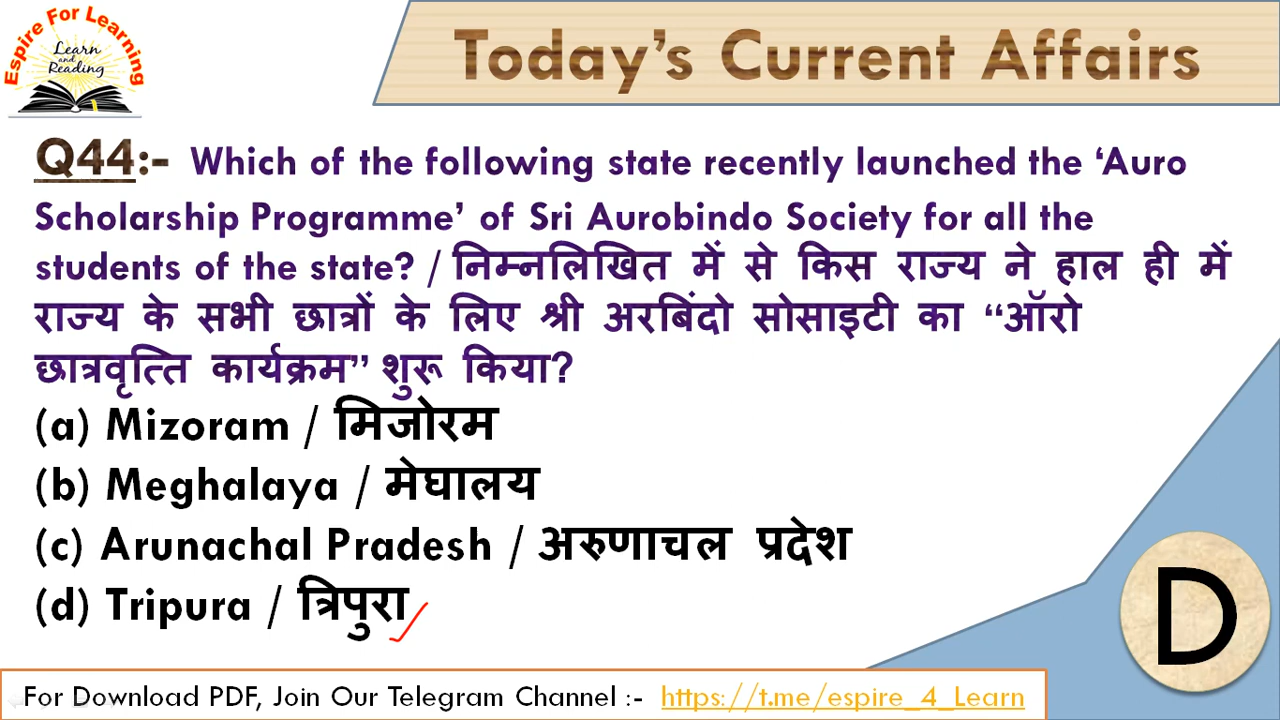 Espire For Learning
Learn
and
Reading
Today's Current Affairs
Q44:- Which of the following state recently launched the ‘Auro
Scholarship Programme’ of Sri Aurobindo Society for all the
students of the state? / निम्नलिखित में से किस राज्य ने हाल ही में
राज्य के सभी छात्रों के लिए श्री अरबिंदो सोसाइटी का “ऑरो
छात्रवृत्ति कार्यक्रम” शुरू किया?
(a) Mizoram / मिजोरम
(b) Meghalaya / मेघालय
(c) Arunachal Pradesh / अरुणाचल प्रदेश
(d) Tripura / त्रिपुरा
D
For Download PDF, Join Our Telegram Channel :- https://t.me/espire_4_Learn